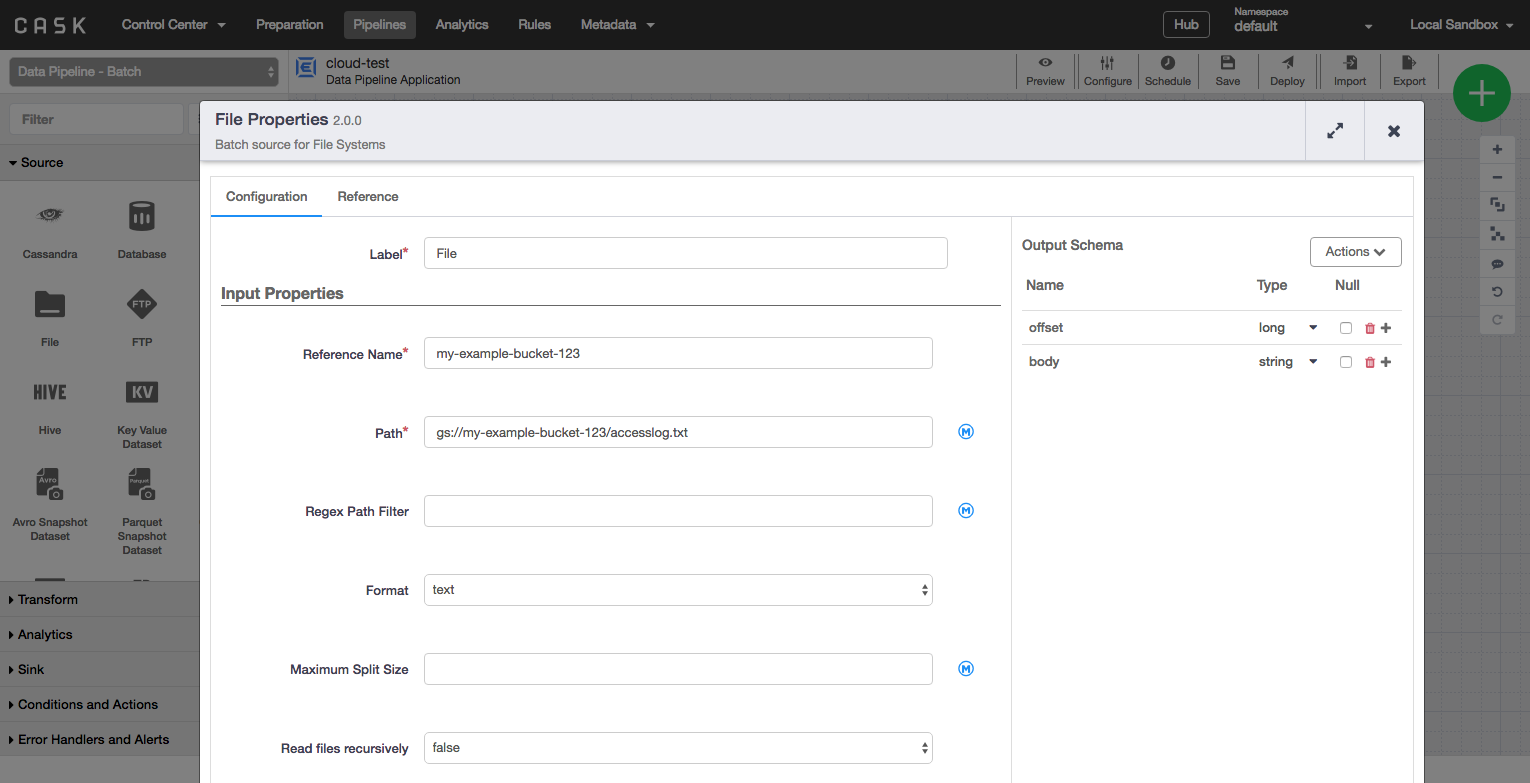 CASK
Control Center
Preparation
Pipelines
Analytics
Rules
Metadata
Hub
Namespace
default
Local Sandbox
Data Pipeline - Batch
cloud-test
Data Pipeline Application
Preview
Configure
Schedule
Save
Deploy
Import
Export
Filter
Source
Cassandra
Database
File
FTP
FTP
HIVE
Hive
KV
Key Value
Dataset
Avro
Avro Snapshot
Dataset
Parquet
Parquet
Snapshot
Dataset
Transform
Analytics
Sink
Conditions and Actions
Error Handlers and Alerts
File Properties 2.0.0
Batch source for File Systems
Configuration
Reference
Label*
File
Input Properties
Reference Name*
my-example-bucket-123
Path*
gs://my-example-bucket-123/accesslog.txt
M
Regex Path Filter
M
Format
text
Maximum Split Size
M
Read files recursively
false
Output Schema
Actions
Name Type Null
offset long
body string